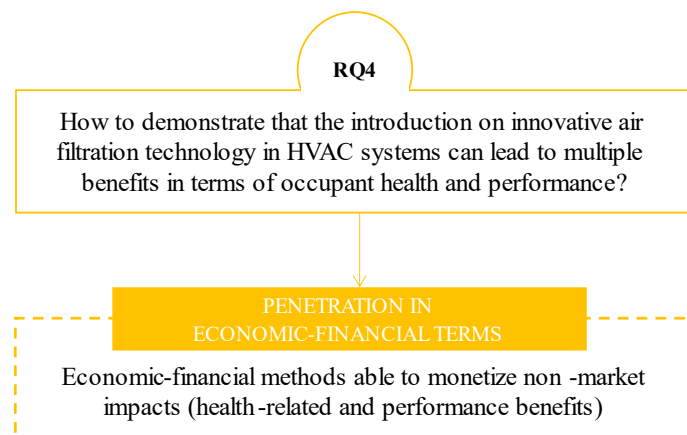 RQ4
How to demonstrate that the introduction on innovative air
filtration technology in HVAC systems can lead to multiple
benefits in terms of occupant health and performance?
PENETRATION IN
ECONOMIC-FINANCIAL TERMS
Economic-financial methods able to monetize non -market
impacts (health-related and performance benefits)